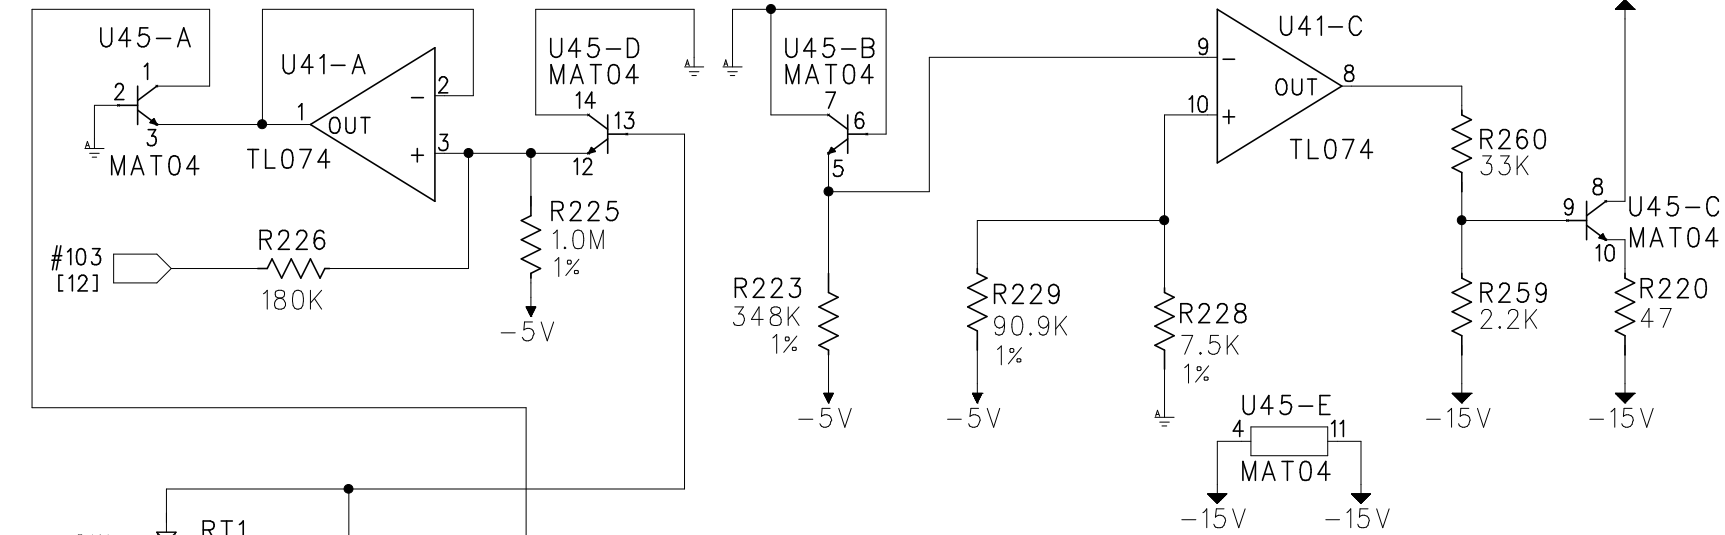 U45-A
1
2
3
MAT04
A
U41-A
2
1
OUT
3
TL074
U45-D
MAT04
14
13
12
A
R225
1.0M
1%
-5V
R226
180K
#103
[12]
A
U45-B
MAT04
7
6
5
R223
348K
1%
-5V
R229
90.9K
1%
-5V
R228
7.5K
1%
A
U41-C
9
-
10
+
OUT
8
TL074
R260
33K
R259
2.2K
-15V
8
9
10
U45-C
MAT04
R220
47
-15V
U45-E
4
11
MAT04
-15V
-15V
RT1